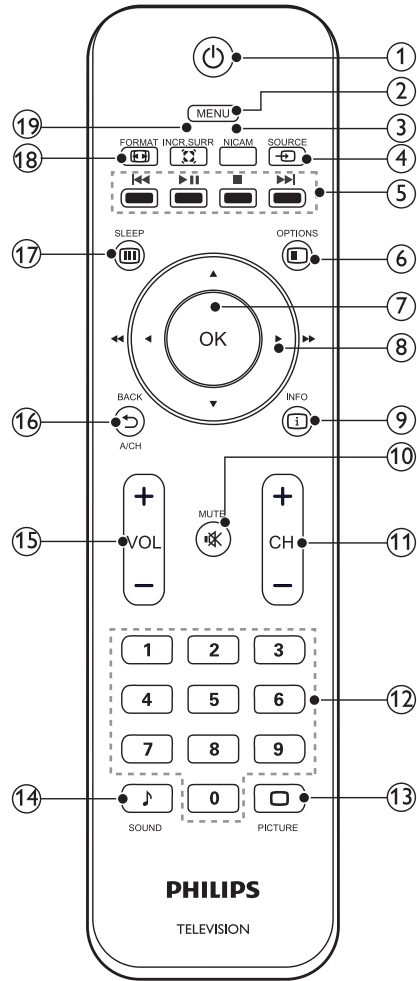 1
MENU
2
19
3
FORMAT INCR.SURR NICAM SOURCE
18
4
5
SLEEP OPTIONS
17
6
7
OK
8
BACK INFO
16
i
9
A/CH
10
MUTE
15
VOL
CH
11
1 2 3
4 5 6
12
7 8 9
14
0
13
SOUND PICTURE
PHILIPS
TELEVISION